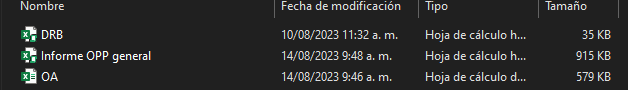 Nombre Fecha de modificación Tipo Tamaño
DRB 10/08/2023 11:32 a. m. Hoja de cálculo h... 35 KB
Informe OPP general 14/08/2023 9:48 a. m. Hoja de cálculo h... 915 KB
OA 14/08/2023 9:46 a. m. Hoja de cálculo d... 579 KB